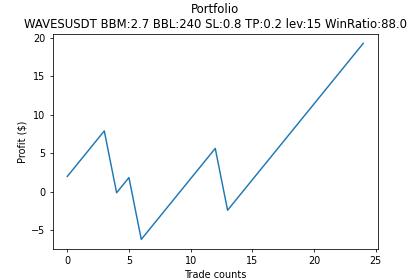 Portfolio
WAVESUSDT BBM:2.7 BBL:240 SL:0.8 TP:0.2 lev:15 WinRatio:88.0
20
15
10
5
0
−5
Profit ($)
0 5 10 15 20 25
Trade counts